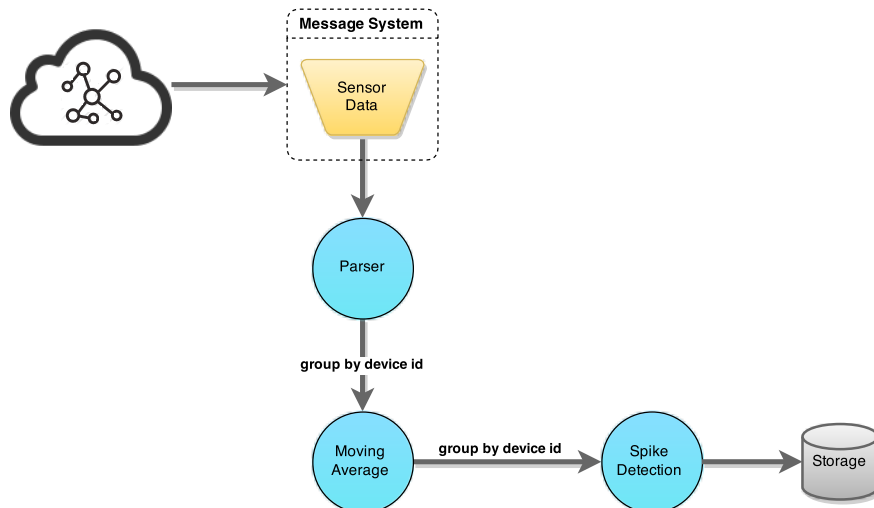 Message System
Sensor
Data
Parser
group by device id
Moving
Average
group by device id
Spike
Detection
Storage